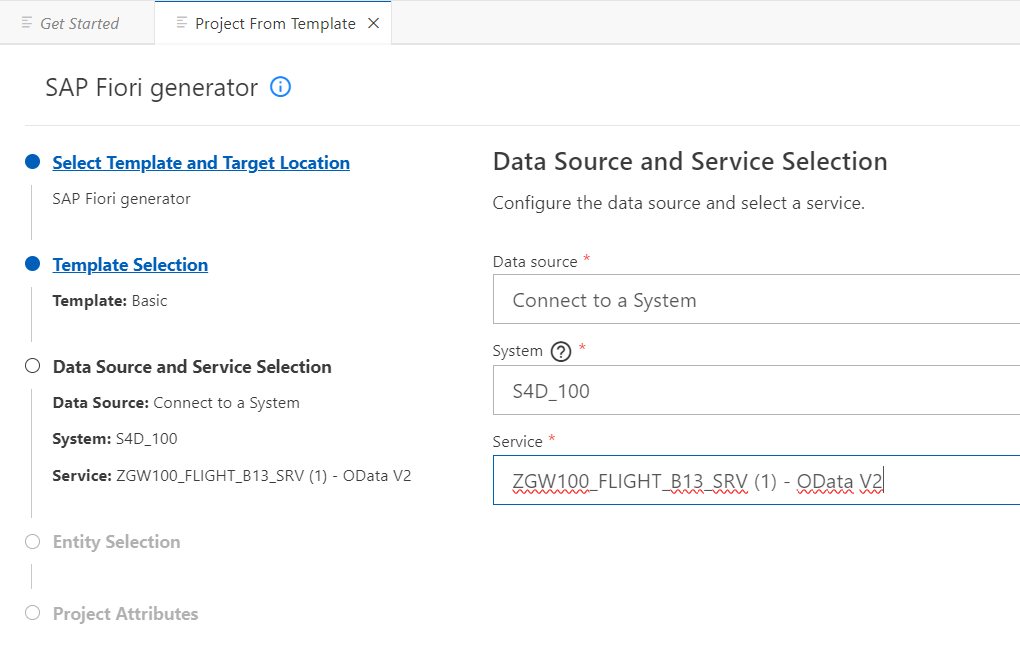 Get Started
Project From Template
SAP Fiori generator
Select Template and Target Location
SAP Fiori generator
Template Selection
Template: Basic
Data Source and Service Selection
Data Source: Connect to a System
System: S4D_100
Service: ZGW100_FLIGHT_B13_SRV (1) - OData V2
Entity Selection
Project Attributes
Data Source and Service Selection
Configure the data source and select a service.
Data source *
Connect to a System
System ? *
S4D_100
Service *
ZGW100_FLIGHT_B13_SRV (1) - OData V2